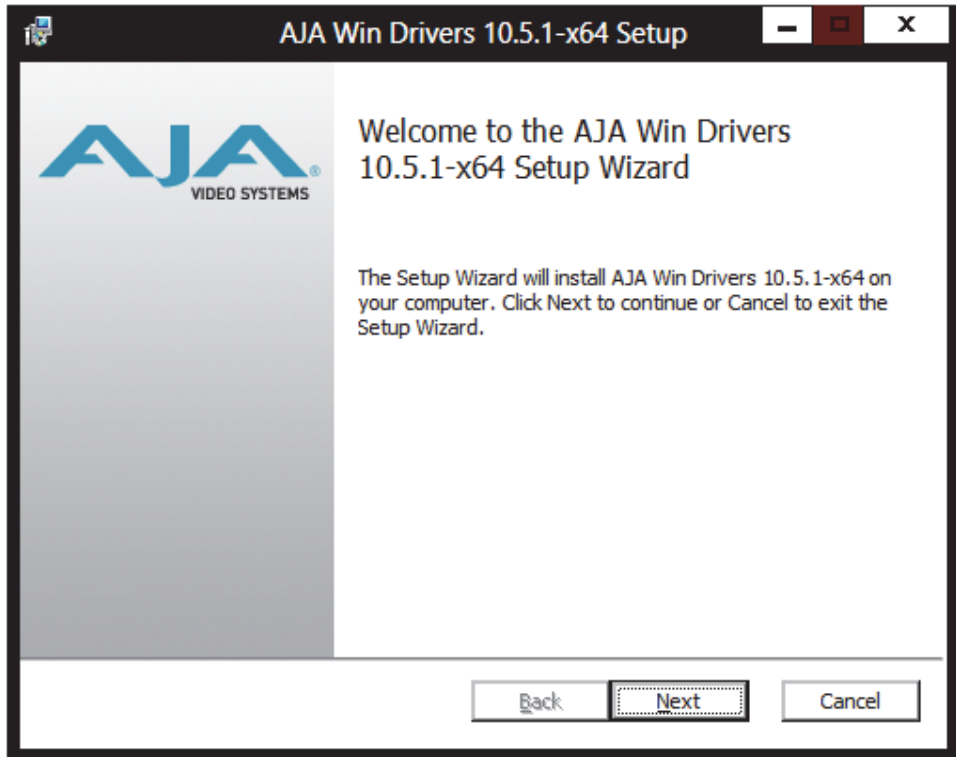 AJA Win Drivers 10.5.1-x64 Setup
AJA
VIDEO SYSTEMS
Welcome to the AJA Win Drivers
10.5.1-x64 Setup Wizard
The Setup Wizard will install AJA Win Drivers 10.5.1-x64 on
your computer. Click Next to continue or Cancel to exit the
Setup Wizard.
Back Next Cancel